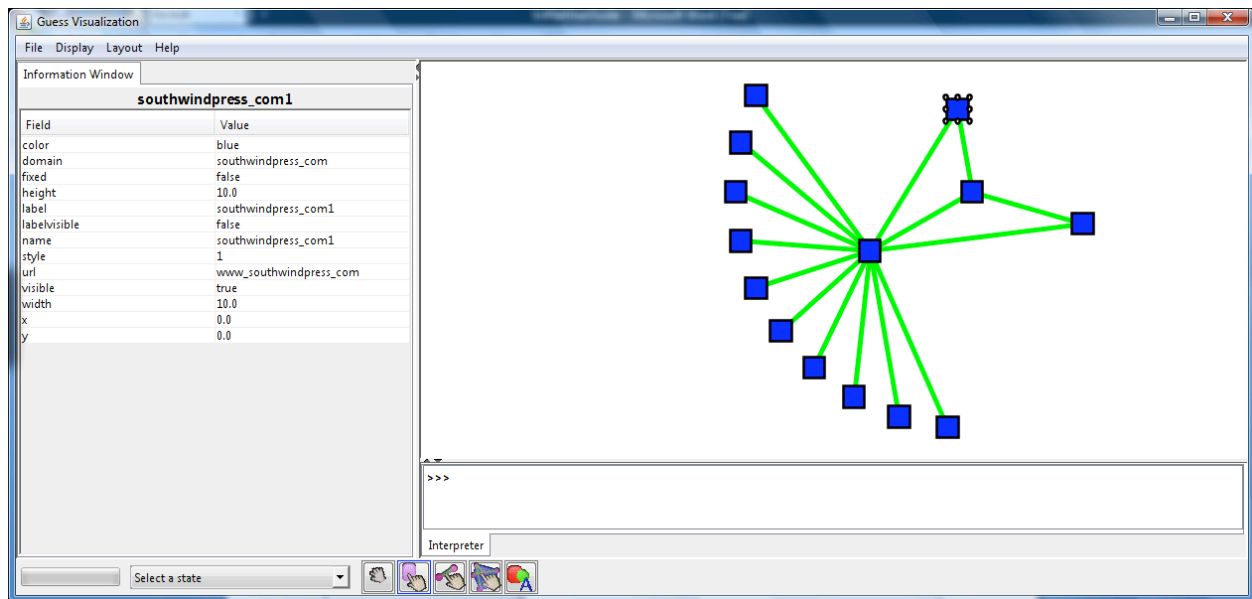 Guess Visualization
File Display Layout Help
Information Window
southwindpress_com1
Field Value
color blue
domain southwindpress_com
fixed false
height 10.0
label southwindpress_com1
labelvisible false
name southwindpress_com1
style 1
url www_southwindpress_com
visible true
width 10.0
x 0.0
y 0.0
>>>
Interpreter
Select a state
A